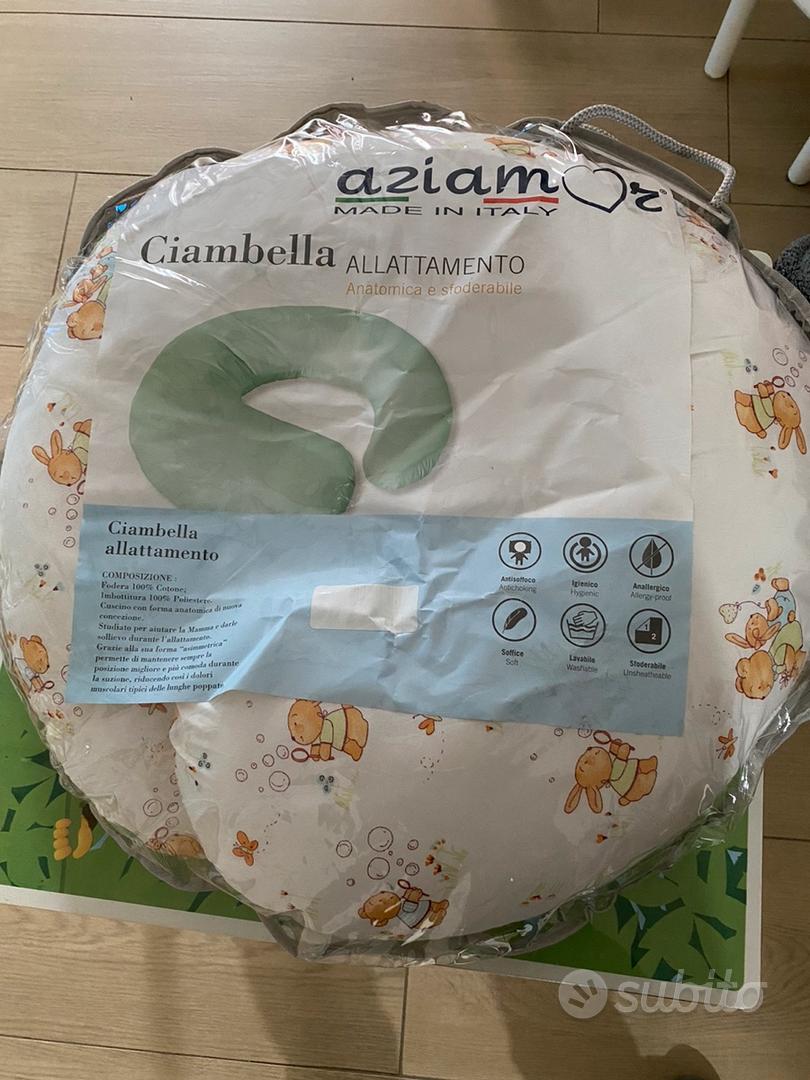 aziamor®
MADE IN ITALY
Ciambella ALLATTAMENTO
Anatomica e sfoderabile
Ciambella
allattamento
COMPOSIZIONE :
Fodera 100% Cotone;
Imbottitura 100% Poliestere.
Cuscino con forma anatomica di nuova
concezione.
Studiato per aiutare la Mamma e darle
sollievo durante l'allattamento.
Grazie alla sua forma "asimmetrica"
permette di mantenere sempre la
posizione migliore e più comoda durante
la suzione, riducendo così i dolori
muscolari tipici delle lunghe poppate
Antisoffoco
Antichoking
Igienico
Hygienic
Anallergico
Allergy-proof
1
2
Soffice
Soft
Lavabile
Washable
Sfoderabile
Unsheatheable
subito